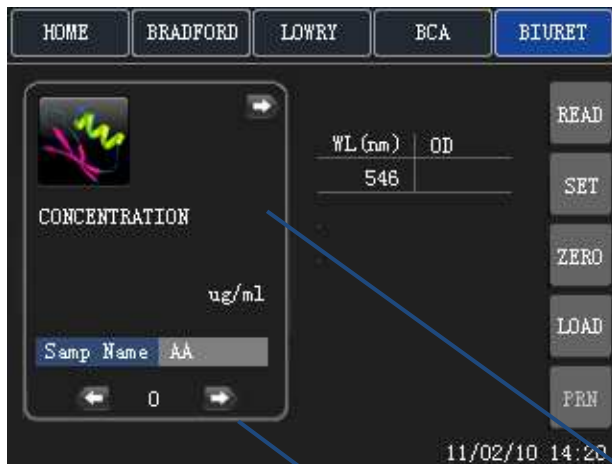 HOME BRADFORD LOWRY BCA BIURET
READ
WL(nm) OD
546
SET
CONCENTRATION
ZERO
ug/ml
LOAD
Samp Name AA
0
PRN
11/02/10 14:20